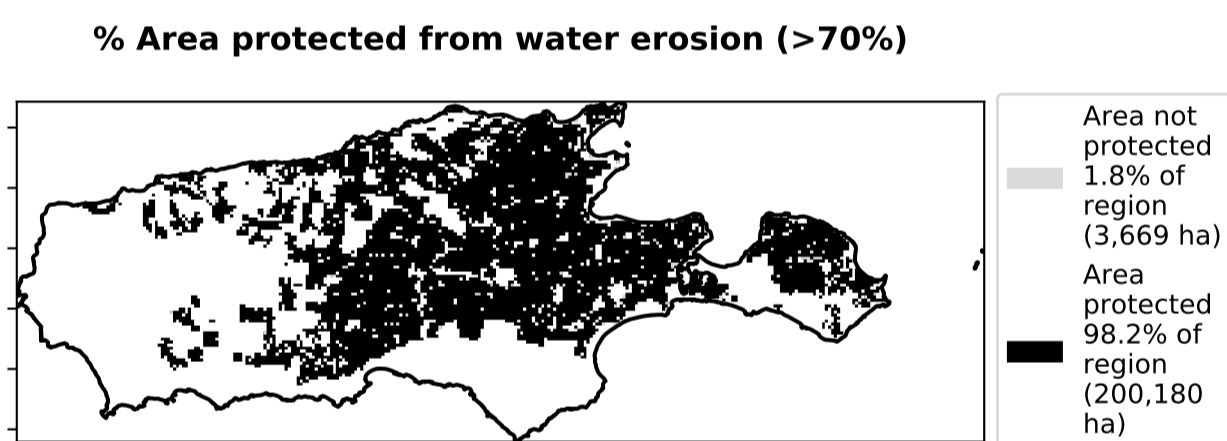 % Area protected from water erosion (>70%)
Area not
protected
1.8% of
region
(3,669 ha)
Area
protected
98.2% of
region
(200,180
ha)